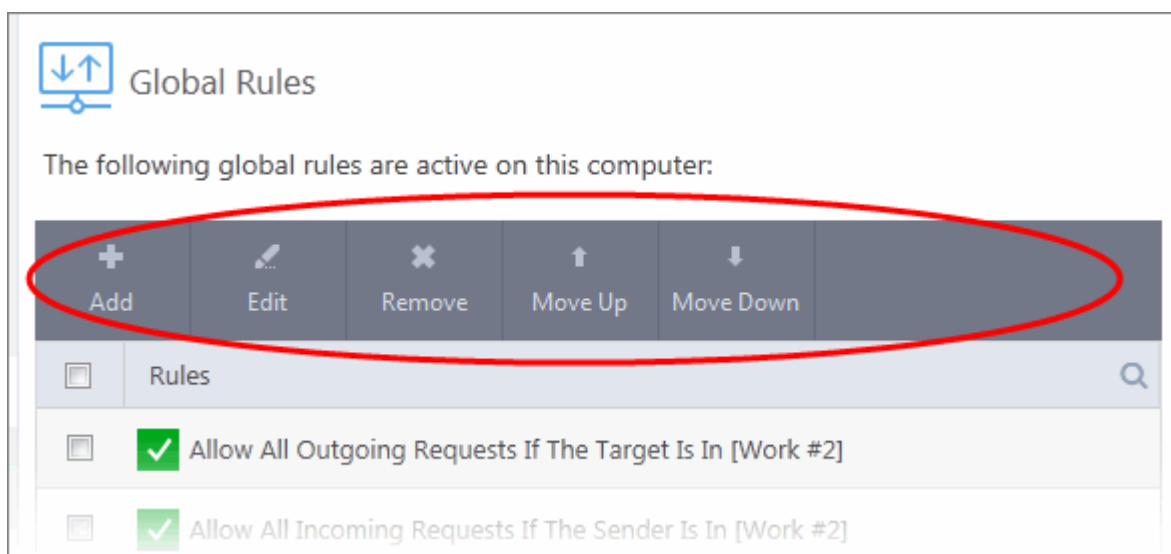 Global Rules
The following global rules are active on this computer:
Add Edit Remove Move Up Move Down
Rules
Allow All Outgoing Requests If The Target Is In [Work #2]
Allow All Incoming Requests If The Sender Is In [Work #2]